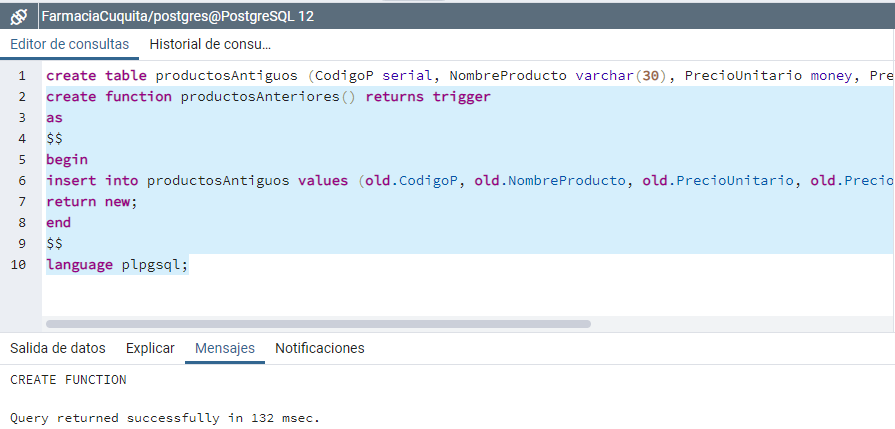 FarmaciaCuquita/postgres@PostgreSQL 12
Editor de consultas Historial de consu...
1 create table productosAntiguos (CodigoP serial, NombreProducto varchar(30), PrecioUnitario money, Pre
2 create function productosAnteriores() returns trigger
3 as
4 $$
5 begin
6 insert into productosAntiguos values (old.CodigoP, old.NombreProducto, old.PrecioUnitario, old.Precio
7 return new;
8 end
9 $$
10 language plpgsql;
Salida de datos Explicar Mensajes Notificaciones
CREATE FUNCTION
Query returned successfully in 132 msec.